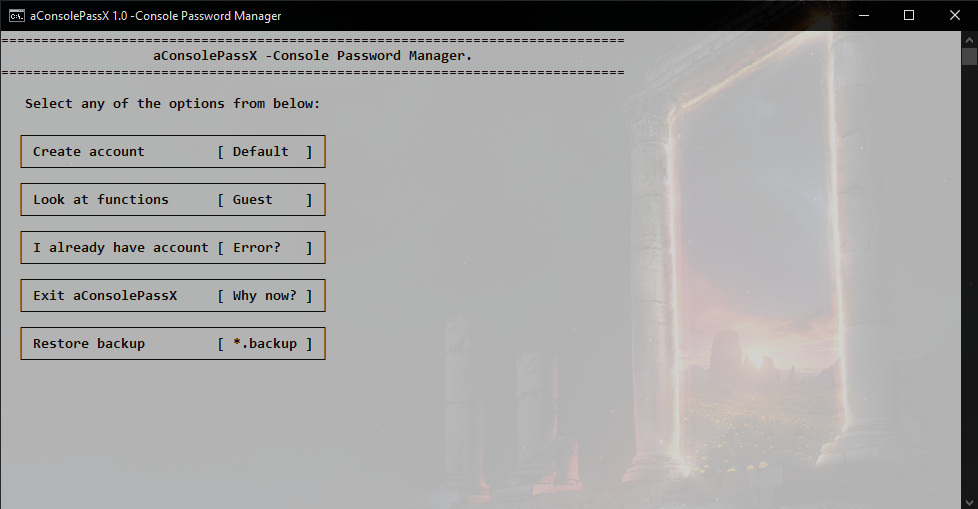 aConsolePassX 1.0 -Console Password Manager
==============================================================================
aConsolePassX -Console Password Manager.
==============================================================================
Select any of the options from below:
Create account         [ Default  ]
Look at functions      [ Guest    ]
I already have account [ Error?   ]
Exit aConsolePassX     [ Why now? ]
Restore backup         [ *.backup ]